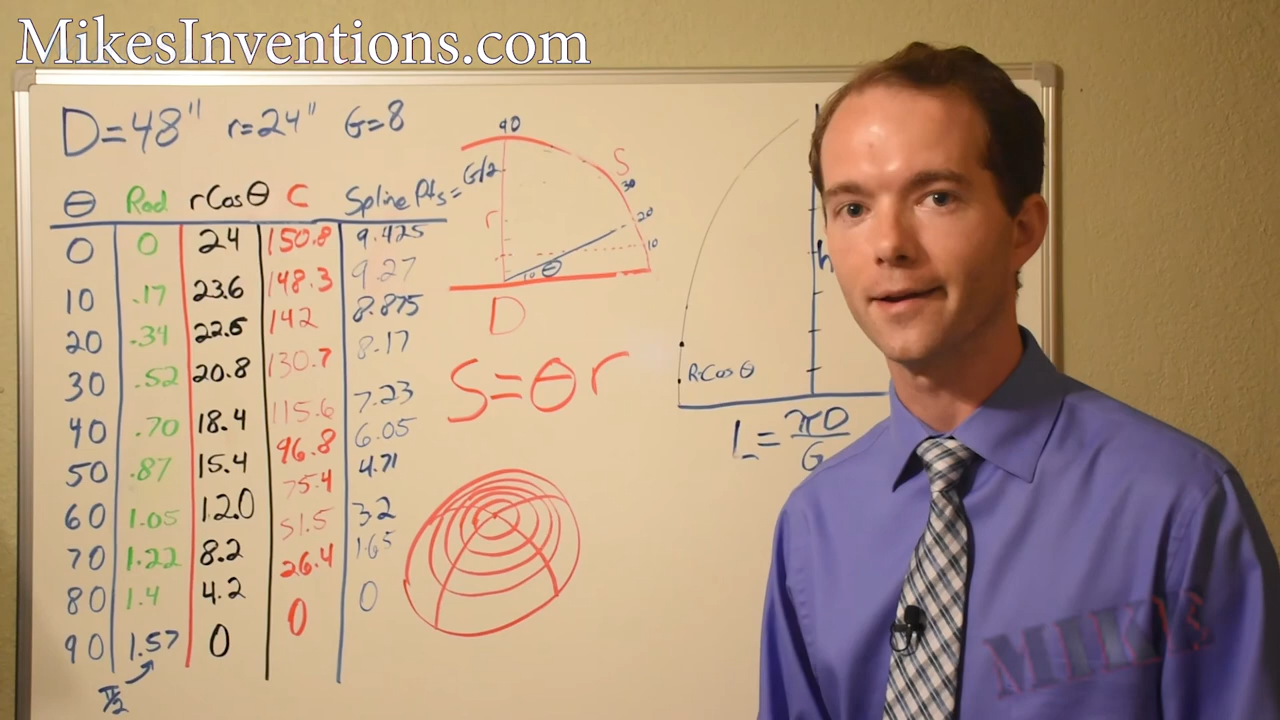 MikesInventions.com
D=48" r=24" G=8
θ Rad rCosθ C Spline Pts = G/2
0 0 24 150.8 9.425
10 .17 23.6 148.3 9.27
20 .34 22.6 142 8.875
30 .52 20.8 130.7 8.17
40 .70 18.4 115.6 7.23
50 .87 15.4 96.8 6.05
60 1.05 12.0 75.4 4.71
70 1.22 8.2 51.5 3.2
80 1.4 4.2 26.4 1.65
90 1.57 0 0 0
π/2
90
S
30
20
10
r
10 θ
D
S=θr
h
R·Cosθ
L=πD/G
MIKE